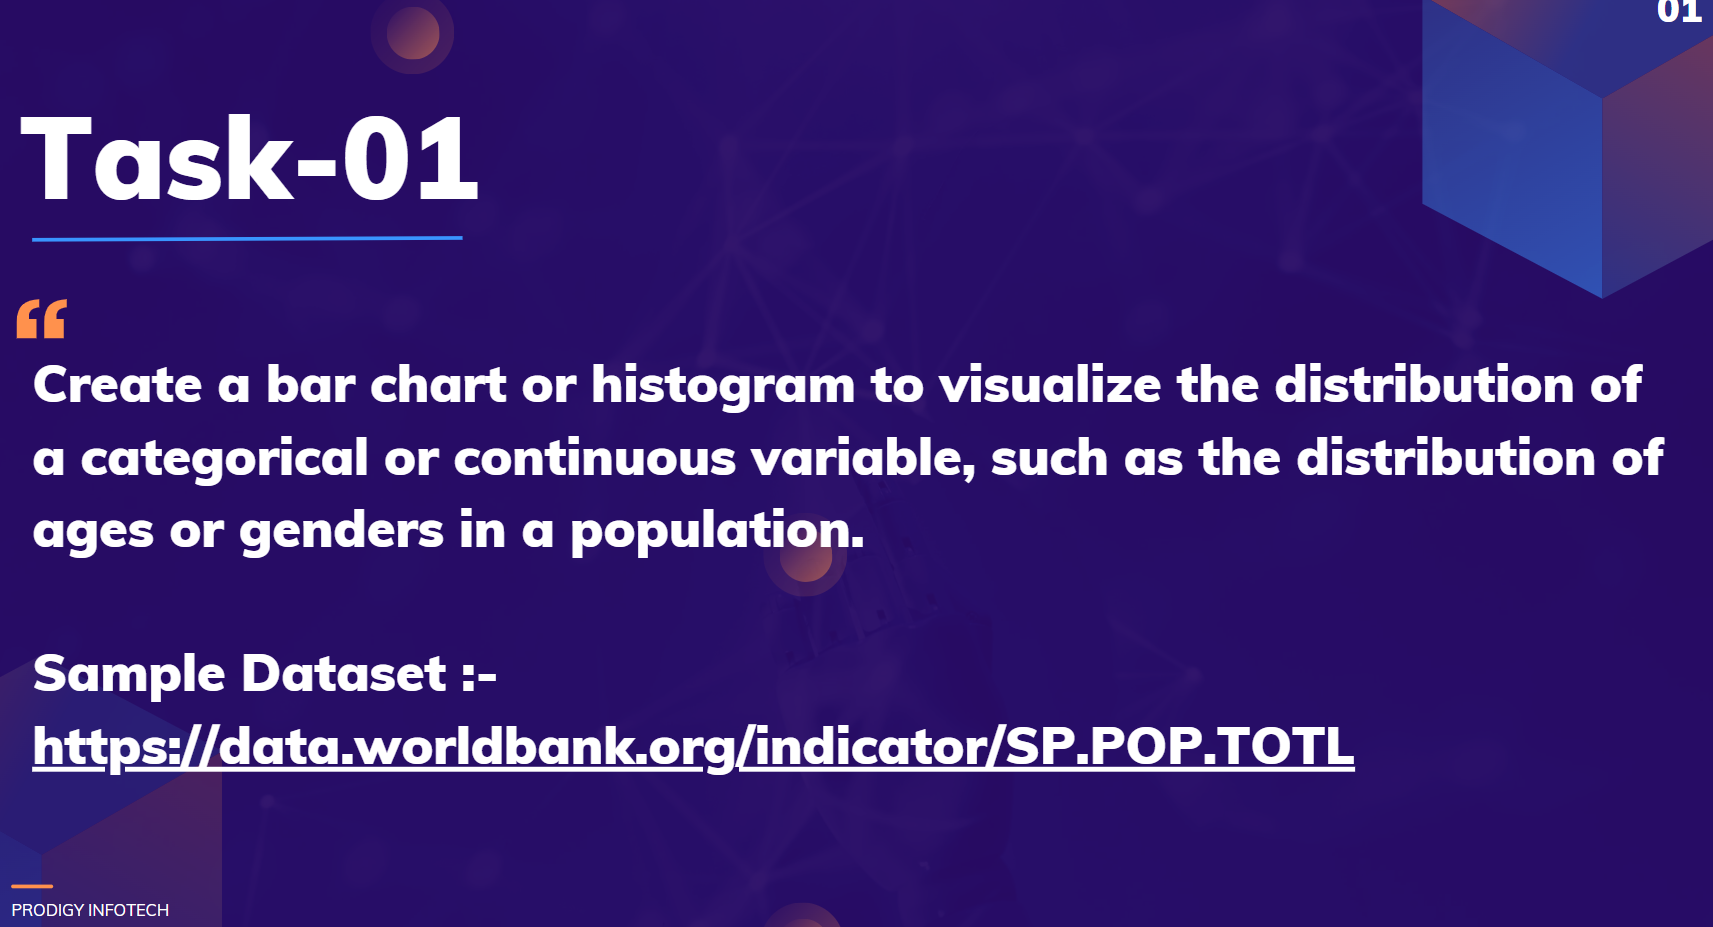 01
Task-01
“
Create a bar chart or histogram to visualize the distribution of
a categorical or continuous variable, such as the distribution of
ages or genders in a population.
Sample Dataset :-
https://data.worldbank.org/indicator/SP.POP.TOTL
PRODIGY INFOTECH